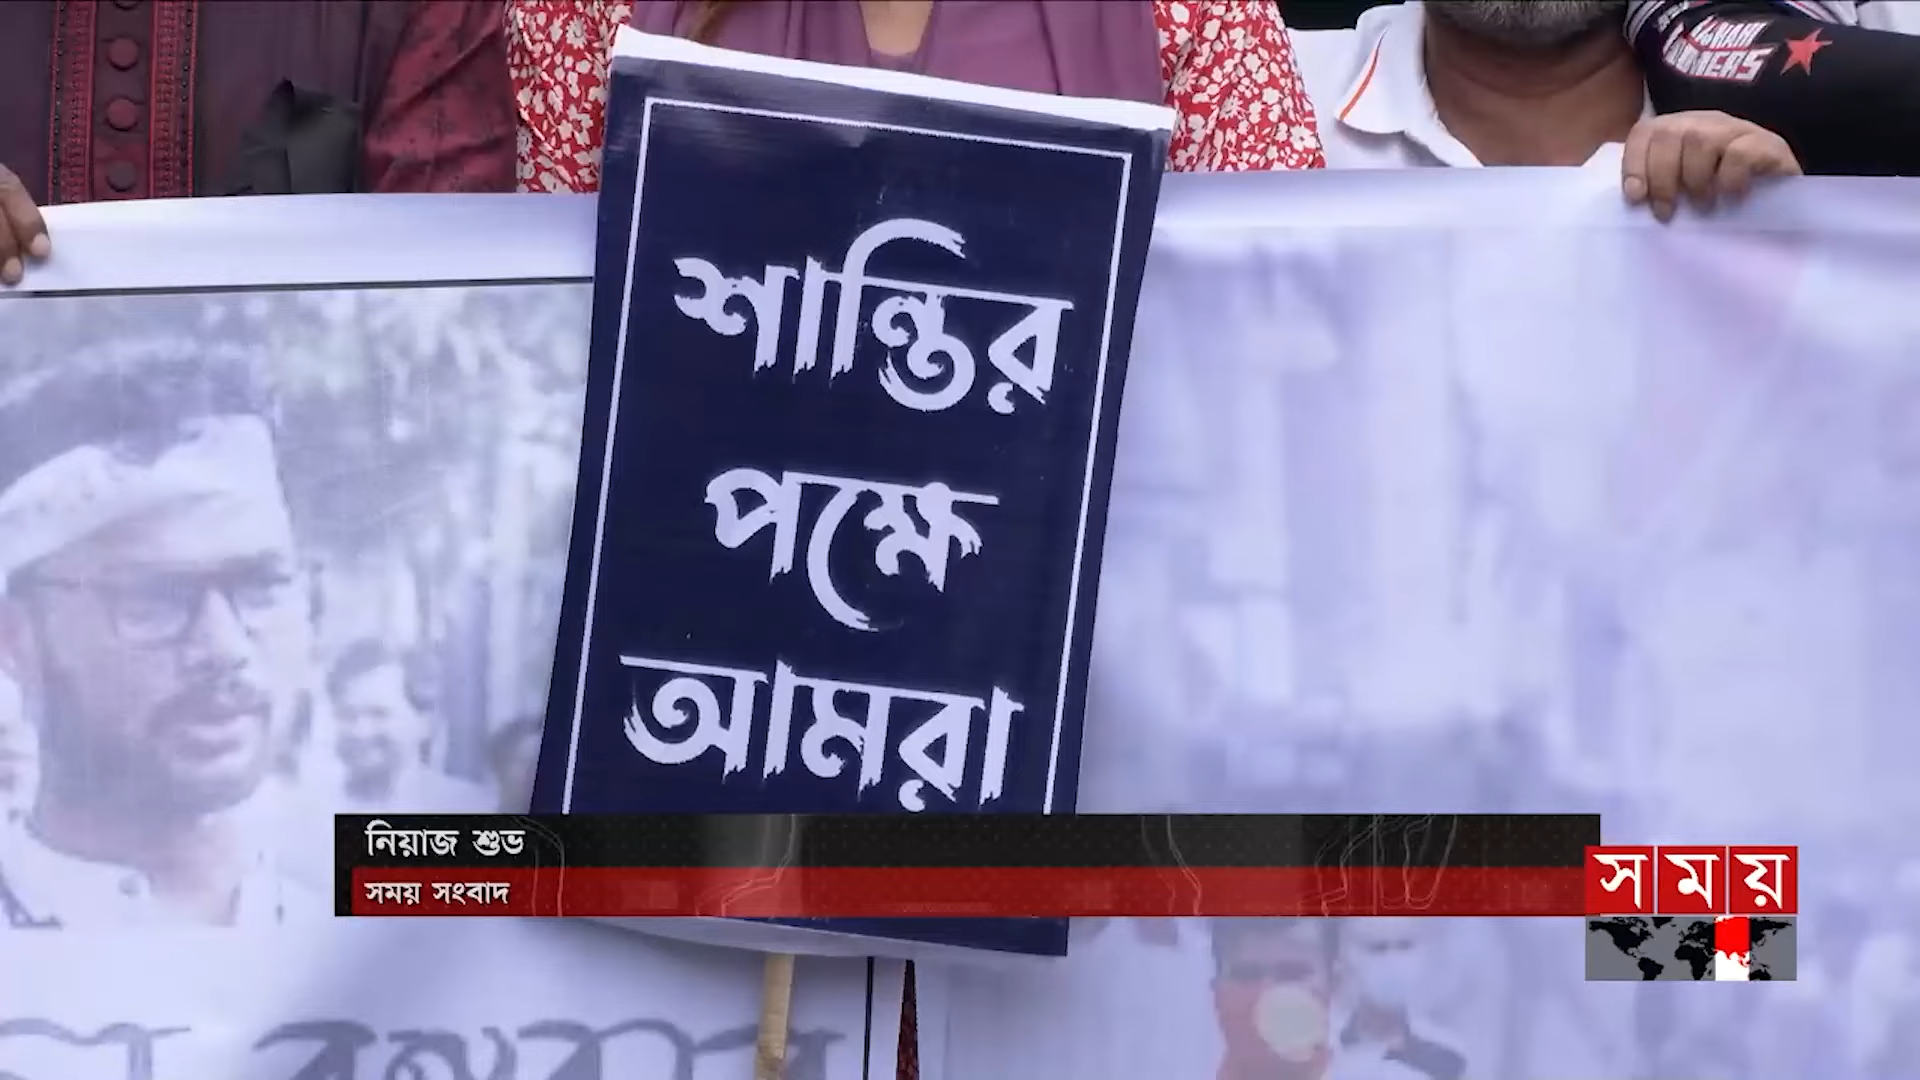 শান্তির
পক্ষে
আমরা
নিয়াজ শুভ
সময় সংবাদ
সময়